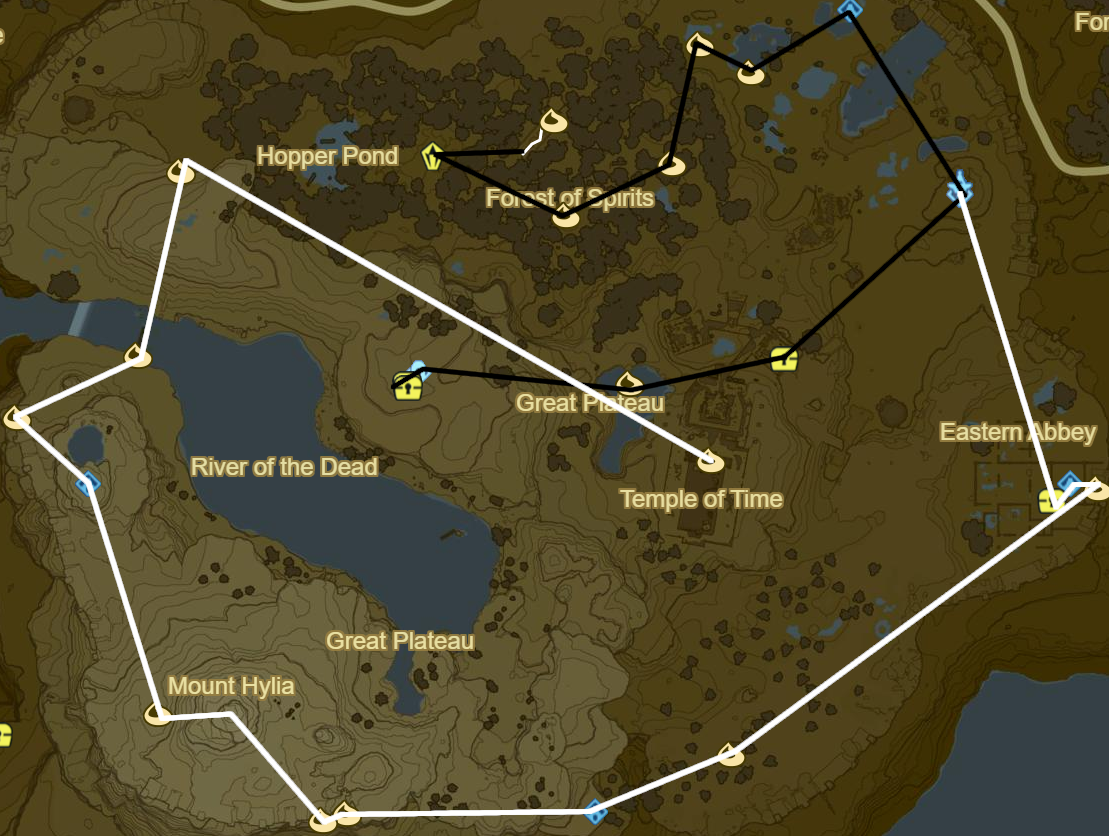 For
Hopper Pond
Forest of Spirits
Great Plateau
Eastern Abbey
River of the Dead
Temple of Time
Great Plateau
Mount Hylia